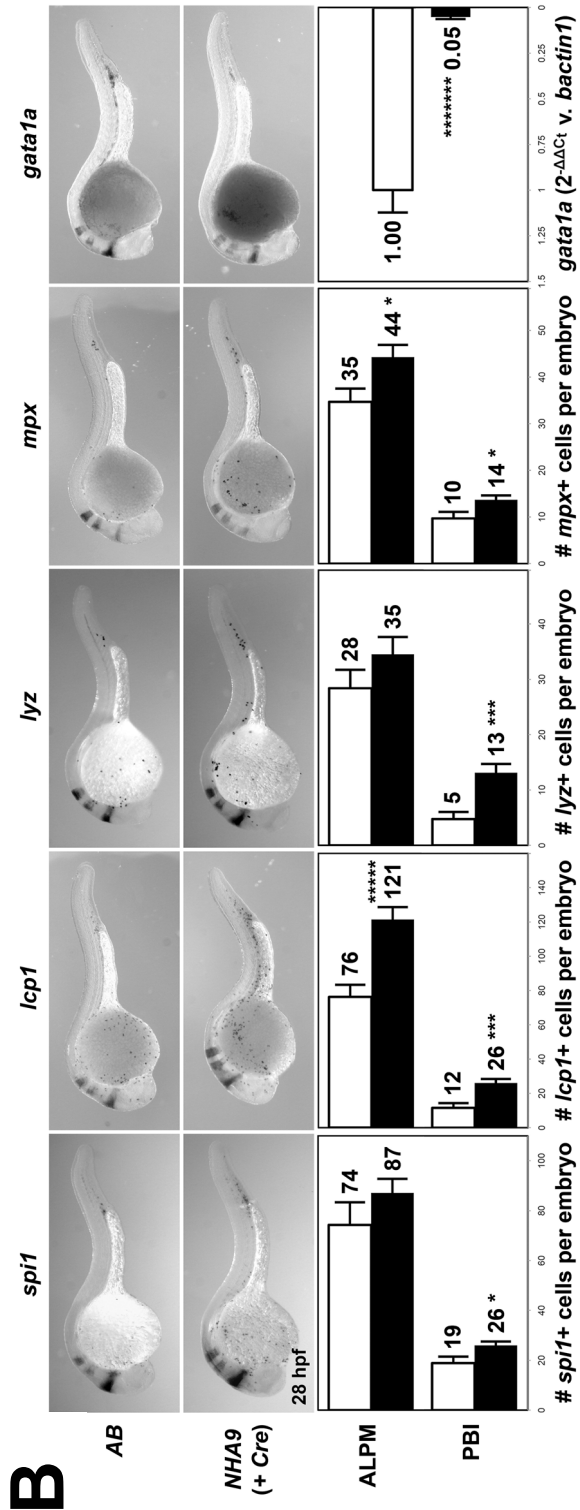 B
spi1
lcp1
lyz
mpx
gata1a
AB
NHA9
(+ Cre)
28 hpf
ALPM
PBI
74
87
19
26 *
0 20 40 60 80 100
# spi1+ cells per embryo
76
*****
121
12
26 ***
0 20 40 60 80 100 120 140
# lcp1+ cells per embryo
28
35
5
13 ***
0 10 20 30 40
# lyz+ cells per embryo
35
44 *
10
14 *
0 10 20 30 40 50
# mpx+ cells per embryo
1.00
******** 0.05
1.5 1.25 1 0.75 0.5 0.25 0
gata1a (2-ΔΔCt v. bactin1)